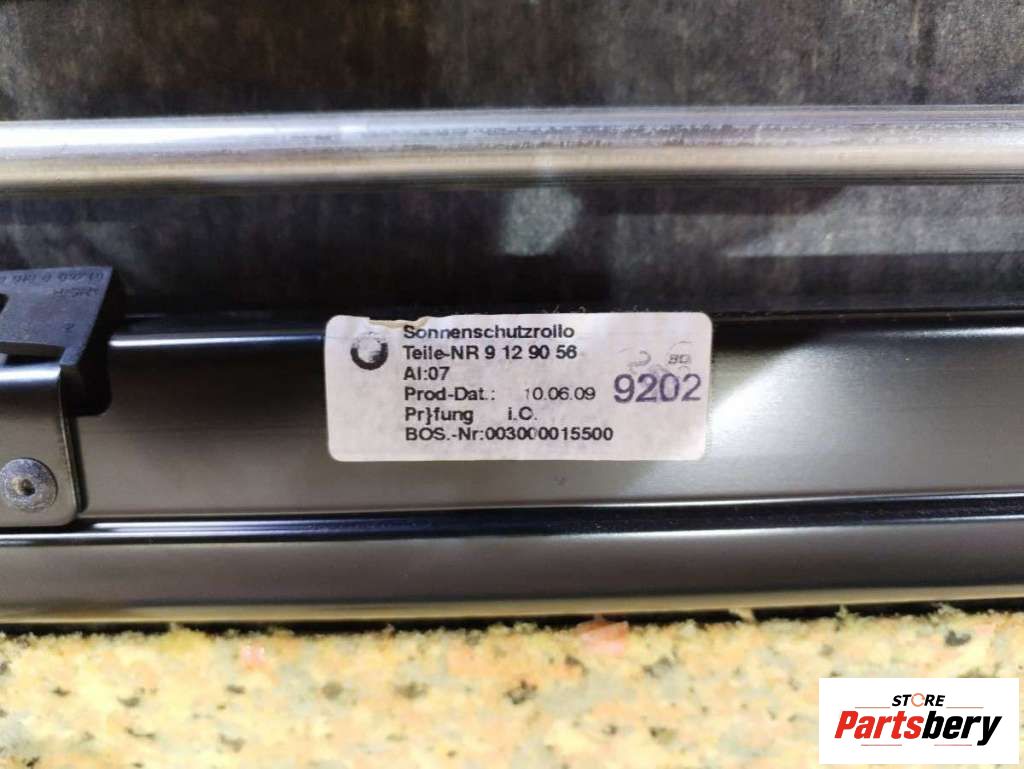 Sonnenschutzrollo
Teile-NR 9 12 90 56
AI:07
Prod-Dat.: 10.06.09
9202
Pr}fung i.O.
BOS.-Nr:003000015500
STORE
Partsbery